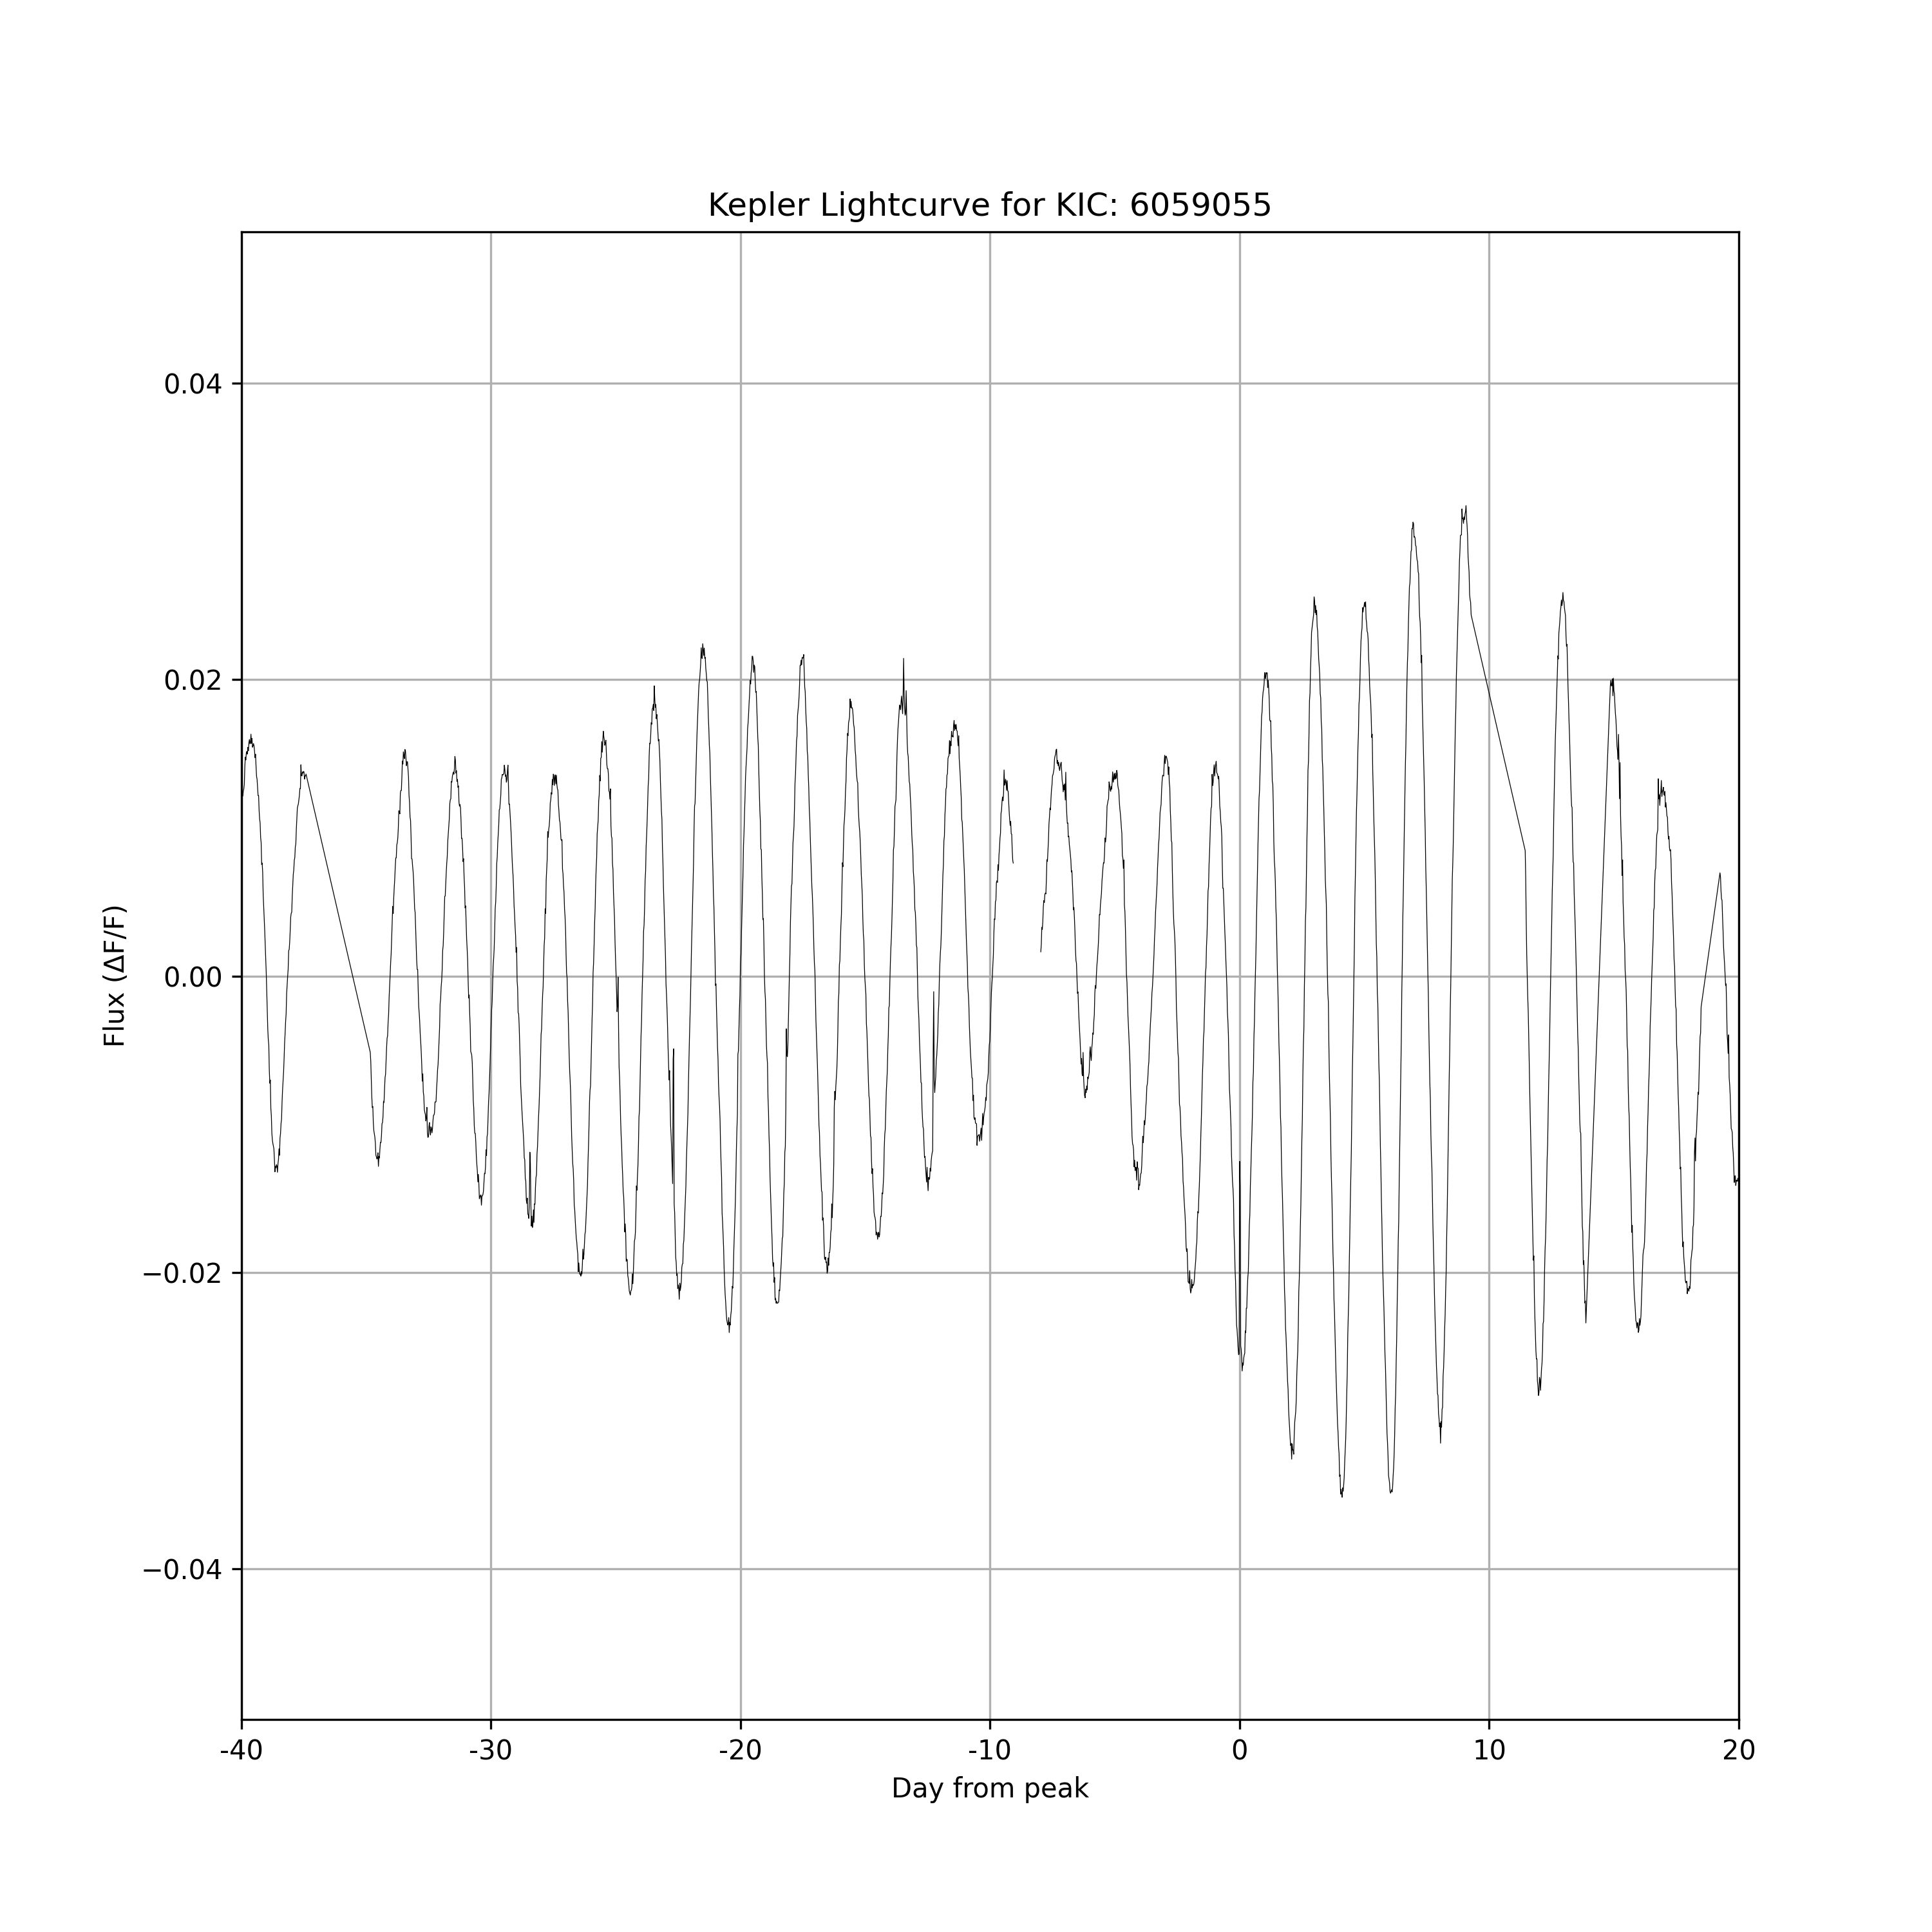 Kepler Lightcurve for KIC: 6059055
0.04
0.02
0.00
−0.02
−0.04
Flux (ΔF/F)
-40 -30 -20 -10 0 10 20
Day from peak